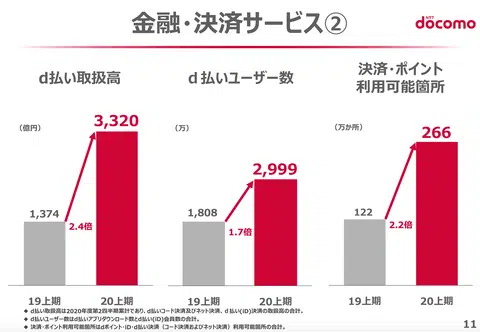 金融・決済サービス②
NTT
döcomo
d払い取扱高
d払いユーザー数
決済・ポイント
利用可能箇所
(億円)
3,320
1,374
2.4倍
19上期
20上期
(万)
2,999
1,808
1.7倍
19上期
20上期
(万か所)
266
122
2.2倍
19上期
20上期
◆ d払い取扱高は2020年度第2四半期累計であり、d払いコード決済及びネット決済、d払い(iD)決済の取扱高の合計。
◆ d払いユーザー数はd払いアプリダウンロード数とd払い(iD)会員数の合計。
◆ 決済・ポイント利用可能箇所はdポイント・iD・d払い決済(コード決済およびネット決済)利用可能箇所の合計。
11